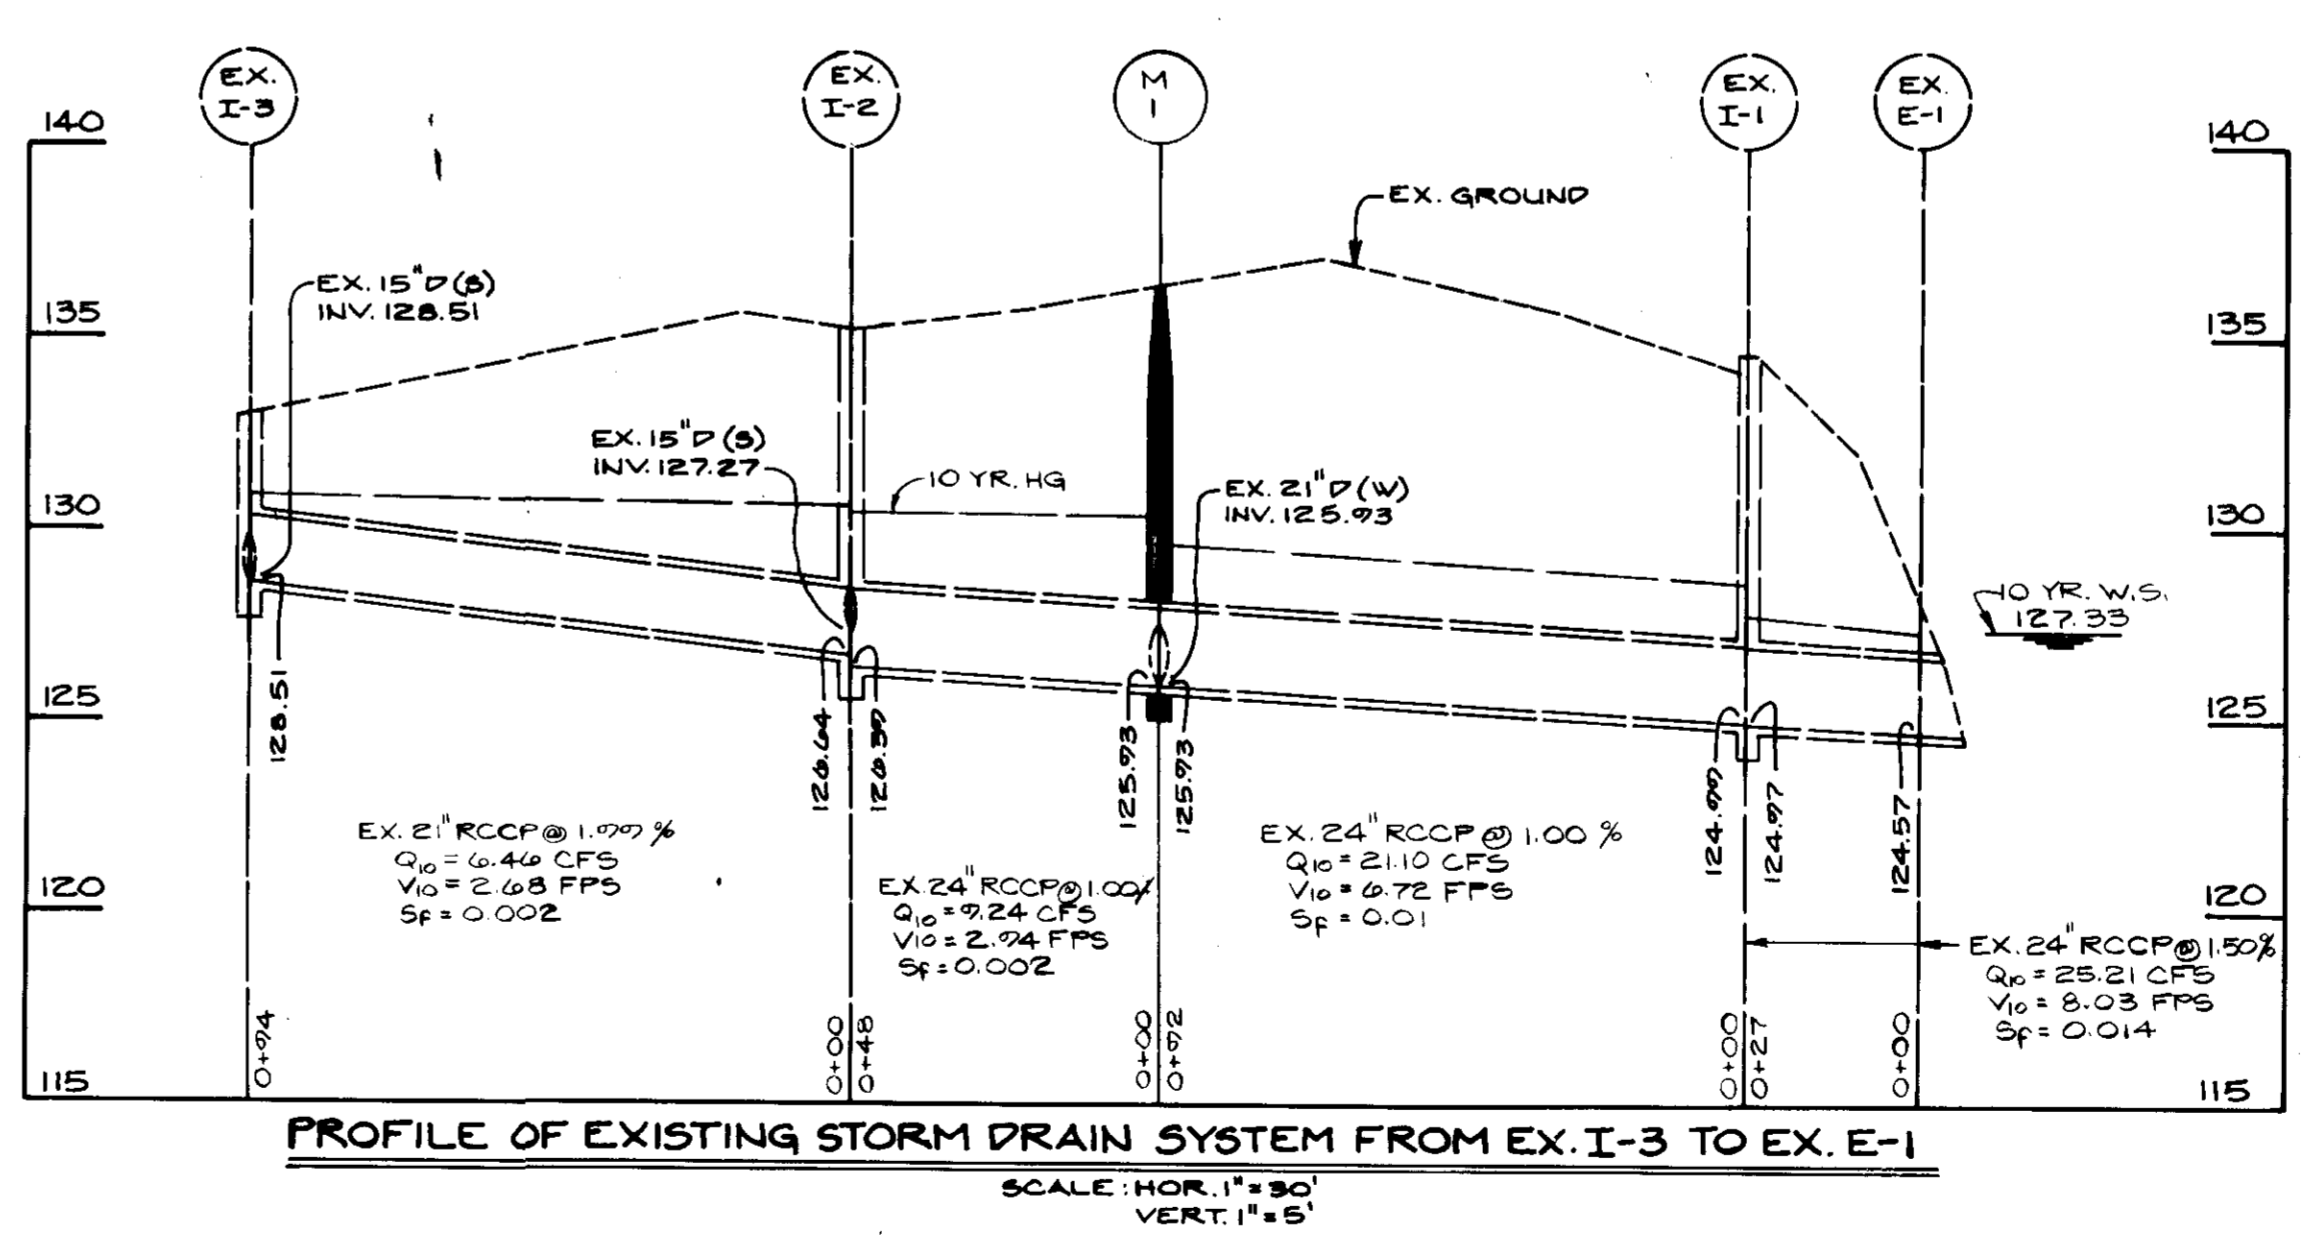 EX. I-3
EX. I-2
M 1
EX. I-1
EX. E-1
140
140
EX. GROUND
EX. 15" D (S)
INV. 128.51
135
135
EX. 15" D (S)
INV. 127.27
10 YR. HG
EX. 21" D (W)
INV. 125.93
130
130
10 YR. W.S.
127.33
125
125
128.51
126.64
126.39
125.93
125.93
124.99
124.97
124.57
EX. 21" RCCP @ 1.99 %
Q10 = 6.46 CFS
V10 = 2.68 FPS
Sf = 0.002
EX. 24" RCCP @ 1.00%
Q10 = 9.24 CFS
V10 = 2.94 FPS
Sf = 0.002
EX. 24" RCCP @ 1.00 %
Q10 = 21.10 CFS
V10 = 6.72 FPS
Sf = 0.01
120
120
EX. 24" RCCP @ 1.50%
Q10 = 25.21 CFS
V10 = 8.03 FPS
Sf = 0.014
0+94
0+00
0+48
0+00
0+92
0+00
0+27
0+00
115
115
PROFILE OF EXISTING STORM DRAIN SYSTEM FROM EX. I-3 TO EX. E-1
SCALE: HOR. 1" = 30'
VERT. 1" = 5'